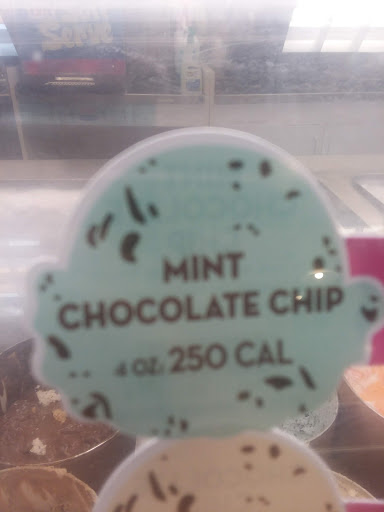 MINT
CHOCOLATE CHIP
4 OZ. 250 CAL